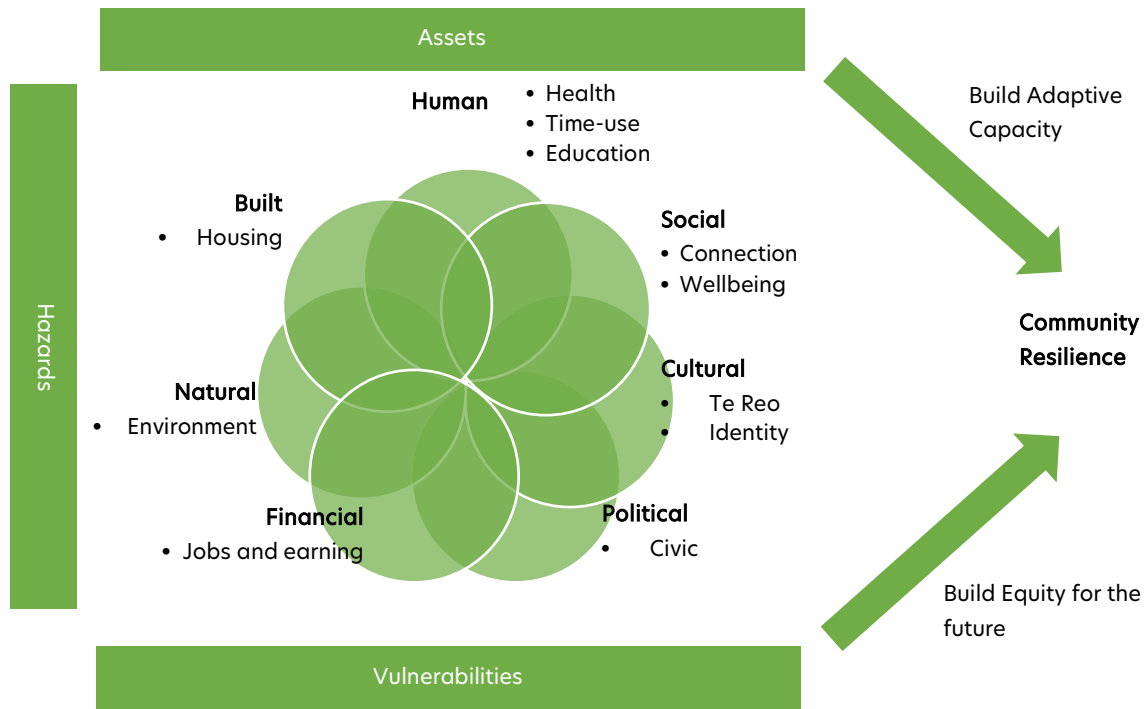 Assets
Hazards
Human
• Health
• Time-use
• Education
Built
• Housing
Social
• Connection
• Wellbeing
Natural
• Environment
Cultural
• Te Reo
• Identity
Financial
• Jobs and earning
Political
• Civic
Vulnerabilities
Build Adaptive
Capacity
Community
Resilience
Build Equity for the
future